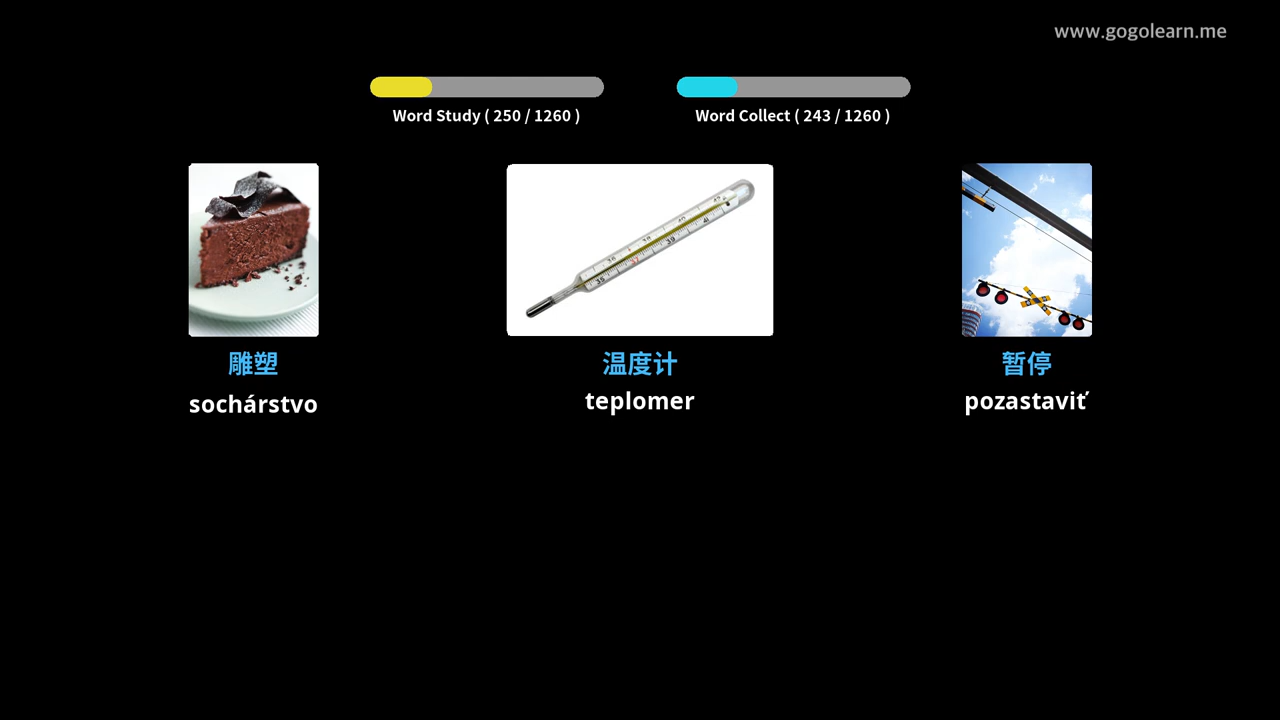 www.gogolearn.me
Word Study ( 250 / 1260 )
Word Collect ( 243 / 1260 )
雕塑
温度计
暂停
sochárstvo
teplomer
pozastaviť